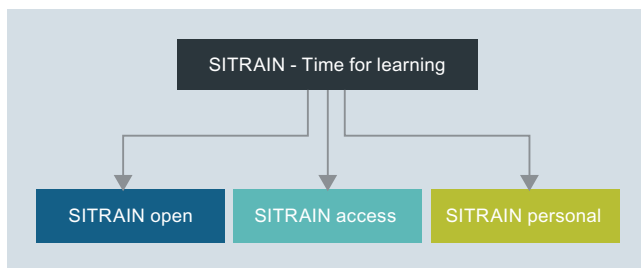 SITRAIN - Time for learning
SITRAIN open
SITRAIN access
SITRAIN personal